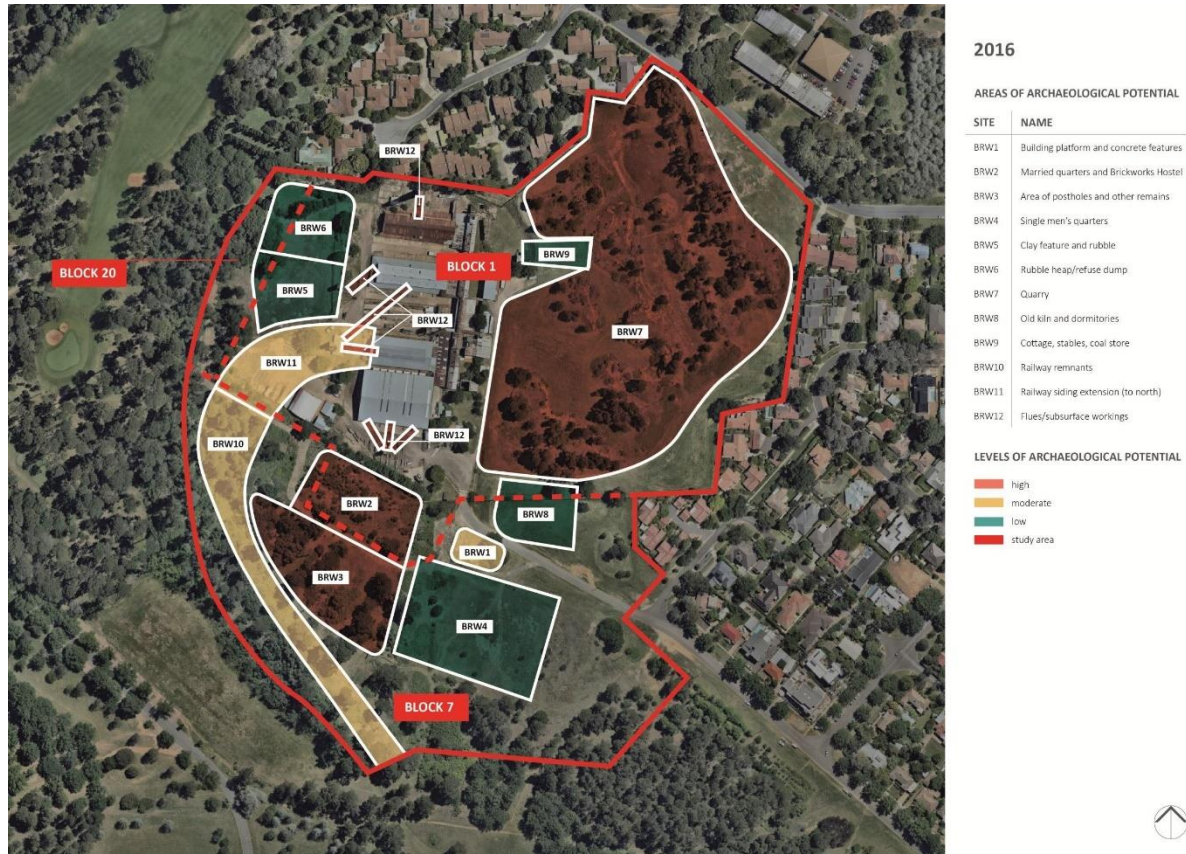 2016
AREAS OF ARCHAEOLOGICAL POTENTIAL
SITE NAME
BRW1 Building platform and concrete features
BRW2 Married quarters and Brickworks Hostel
BRW3 Area of postholes and other remains
BRW4 Single men's quarters
BRW5 Clay feature and rubble
BRW6 Rubble heap/refuse dump
BRW7 Quarry
BRW8 Old kiln and dormitories
BRW9 Cottage, stables, coal store
BRW10 Railway remnants
BRW11 Railway siding extension (to north)
BRW12 Flues/subsurface workings
LEVELS OF ARCHAEOLOGICAL POTENTIAL
high
moderate
low
study area
BRW12
BRW6
BRW9
BLOCK 20
BLOCK 1
BRW5
BRW12
BRW7
BRW11
BRW10
BRW12
BRW2
BRW8
BRW1
BRW3
BRW4
BLOCK 7